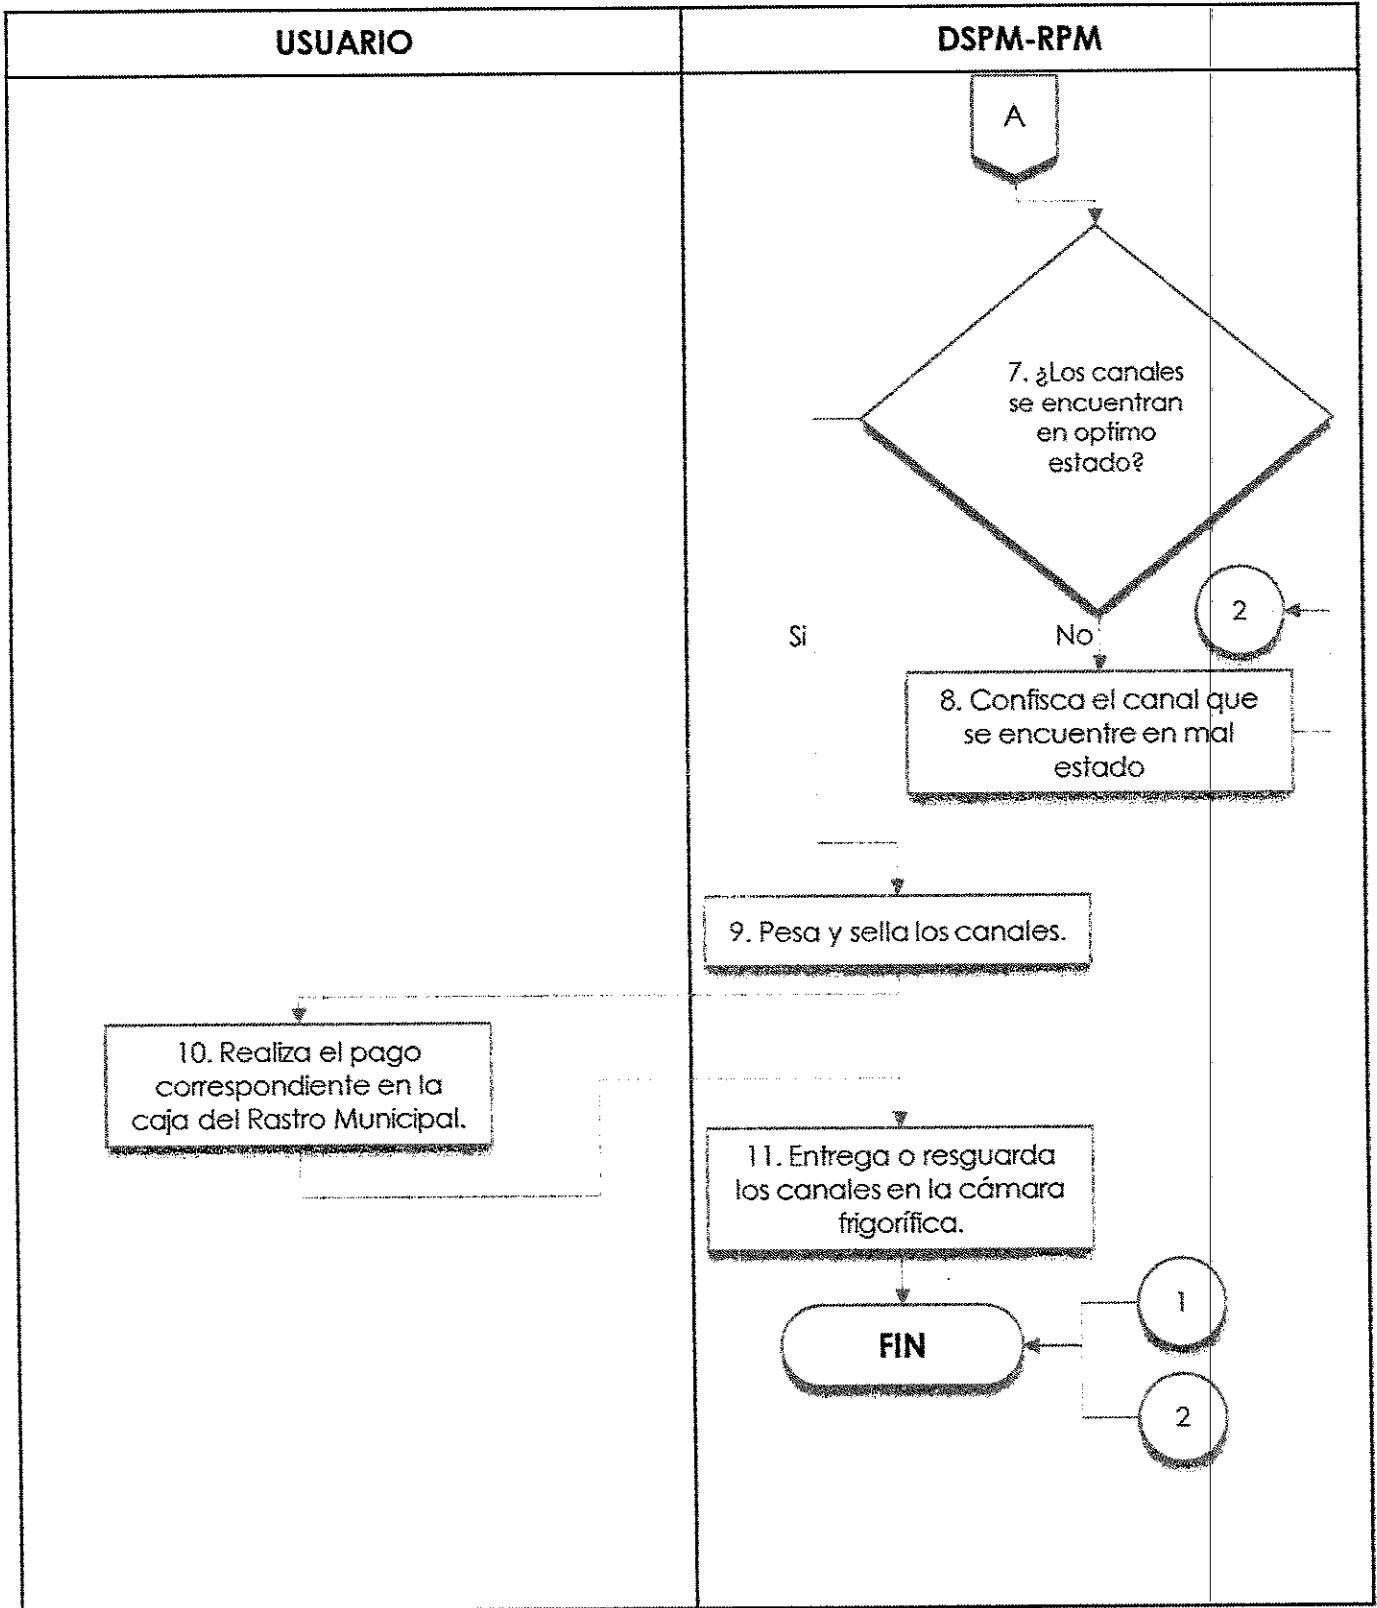 USUARIO
DSPM-RPM
A
7. ¿Los canales
se encuentran
en optimo
estado?
2
Si
No
8. Confisca el canal que
se encuentre en mal
estado
9. Pesa y sella los canales.
10. Realiza el pago
correspondiente en la
caja del Rastro Municipal.
11. Entrega o resguarda
los canales en la cámara
frigorífica.
1
FIN
2